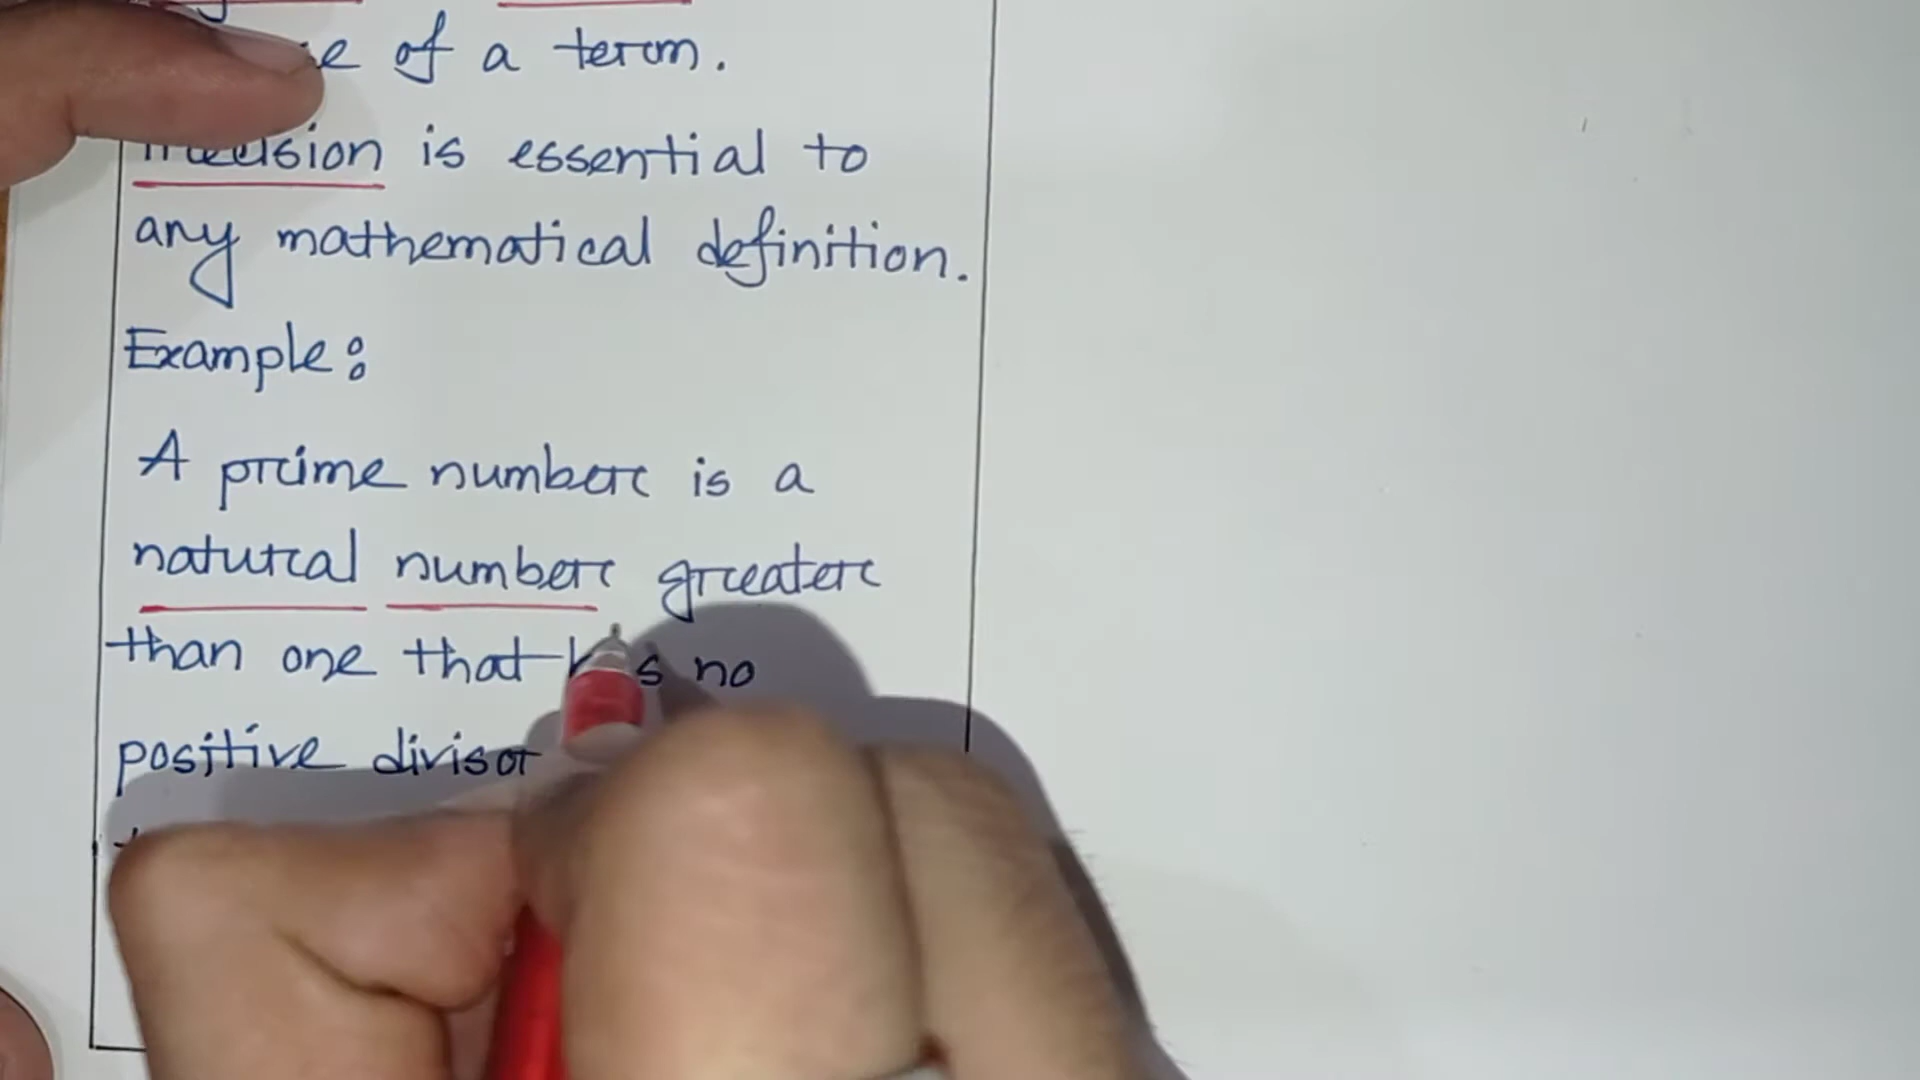 of a term.
is essential to
any mathematical definition.
Example:
A prime number is a
natural number greater
than one that no
positive divisor